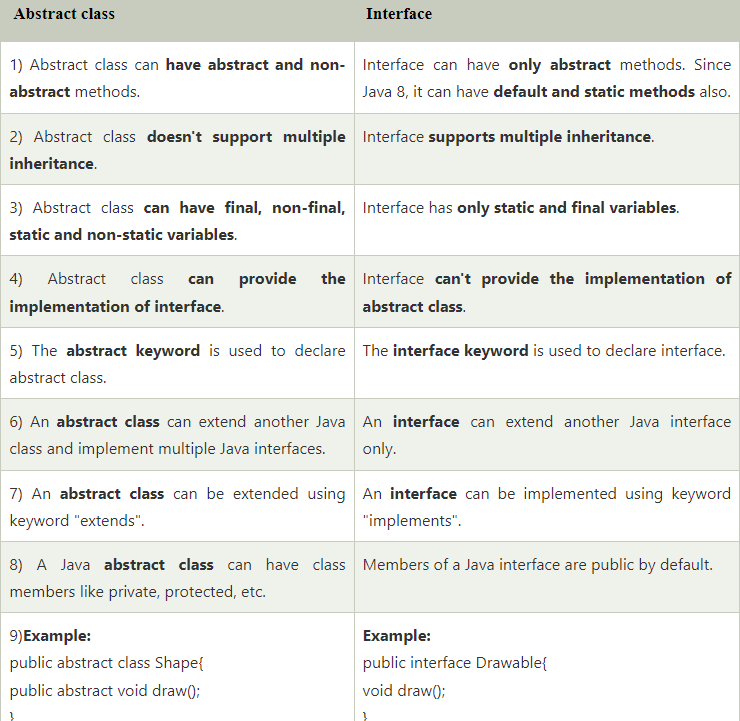 Abstract class
Interface
1) Abstract class can have abstract and non-
abstract methods.
Interface can have only abstract methods. Since
Java 8, it can have default and static methods also.
2) Abstract class doesn't support multiple
inheritance.
Interface supports multiple inheritance.
3) Abstract class can have final, non-final,
static and non-static variables.
Interface has only static and final variables.
4) Abstract class can provide the
implementation of interface.
Interface can't provide the implementation of
abstract class.
5) The abstract keyword is used to declare
abstract class.
The interface keyword is used to declare interface.
6) An abstract class can extend another Java
class and implement multiple Java interfaces.
An interface can extend another Java interface
only.
7) An abstract class can be extended using
keyword "extends".
An interface can be implemented using keyword
"implements".
8) A Java abstract class can have class
members like private, protected, etc.
Members of a Java interface are public by default.
9)Example:
public abstract class Shape{
public abstract void draw();
}
Example:
public interface Drawable{
void draw();
}